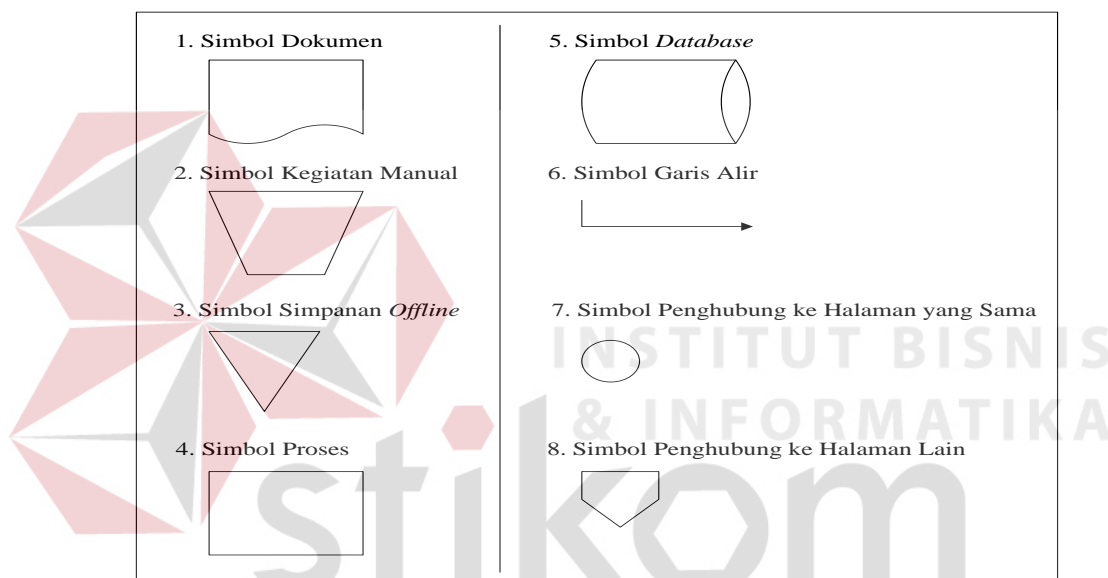 1. Simbol Dokumen
2. Simbol Kegiatan Manual
3. Simbol Simpanan Offline
4. Simbol Proses
5. Simbol Database
6. Simbol Garis Alir
7. Simbol Penghubung ke Halaman yang Sama
8. Simbol Penghubung ke Halaman Lain
INSTITUT BISNIS
& INFORMATIKA
stikom